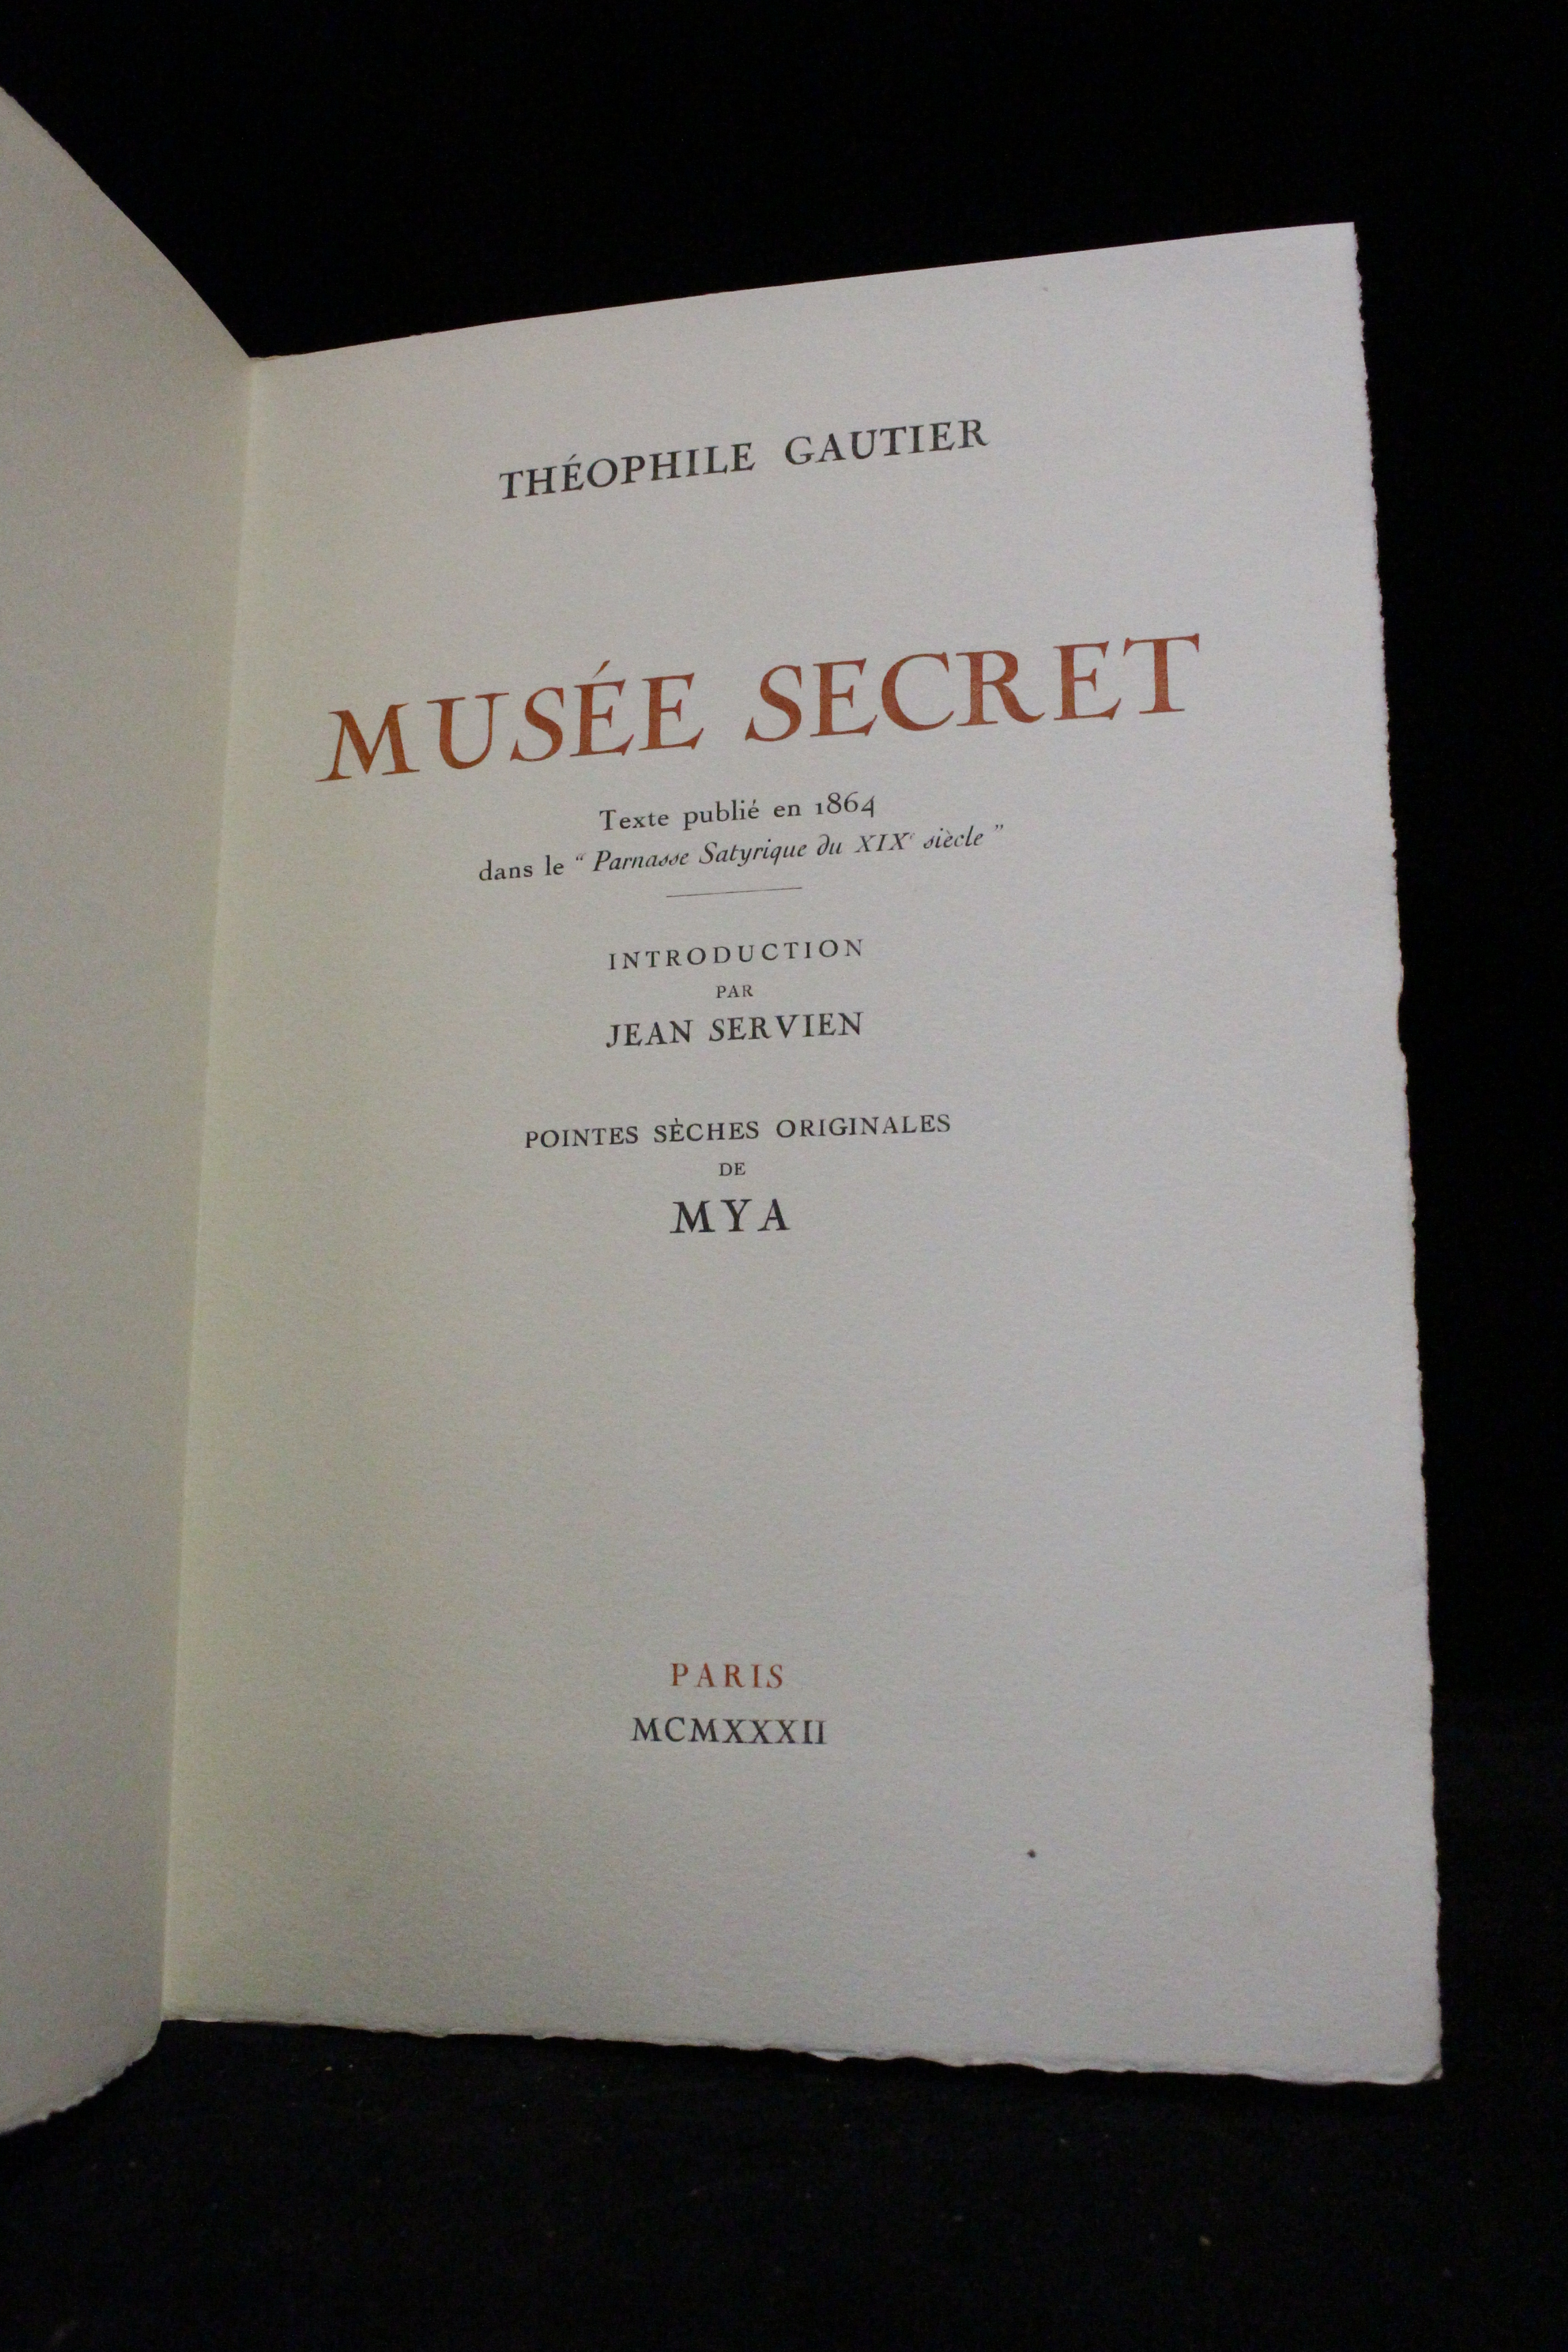 THÉOPHILE GAUTIER
MUSÉE SECRET
Texte publié en 1864
dans le “ Parnasse Satyrique du XIXe siècle ”
INTRODUCTION
PAR
JEAN SERVIEN
POINTES SÈCHES ORIGINALES
DE
MYA
PARIS
MCMXXXII